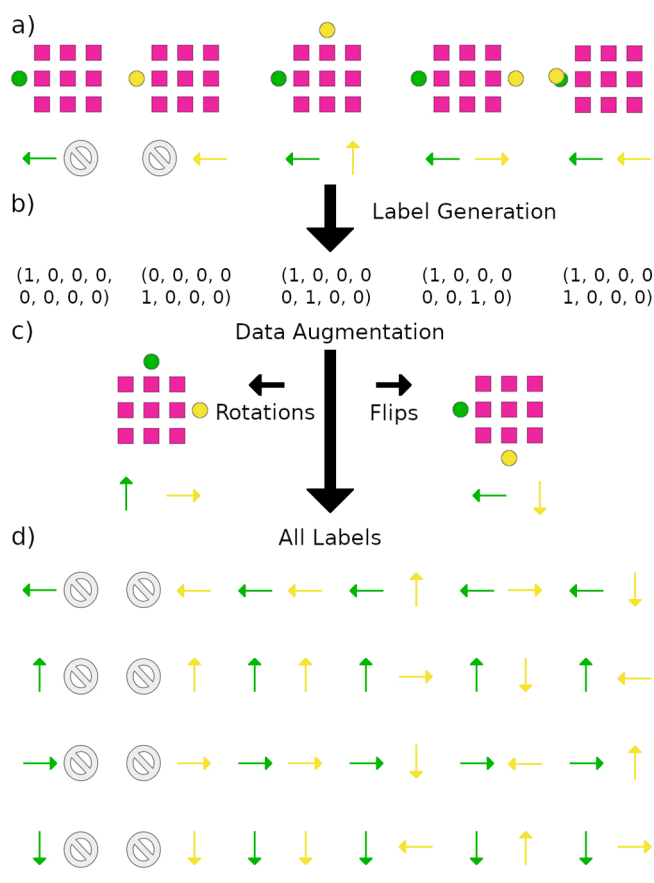 a)
b)
Label Generation
(1, 0, 0, 0,
0, 0, 0, 0)
(0, 0, 0, 0
1, 0, 0, 0)
(1, 0, 0, 0
0, 1, 0, 0)
(1, 0, 0, 0
0, 0, 1, 0)
(1, 0, 0, 0
1, 0, 0, 0)
Data Augmentation
c)
Rotations
Flips
d)
All Labels